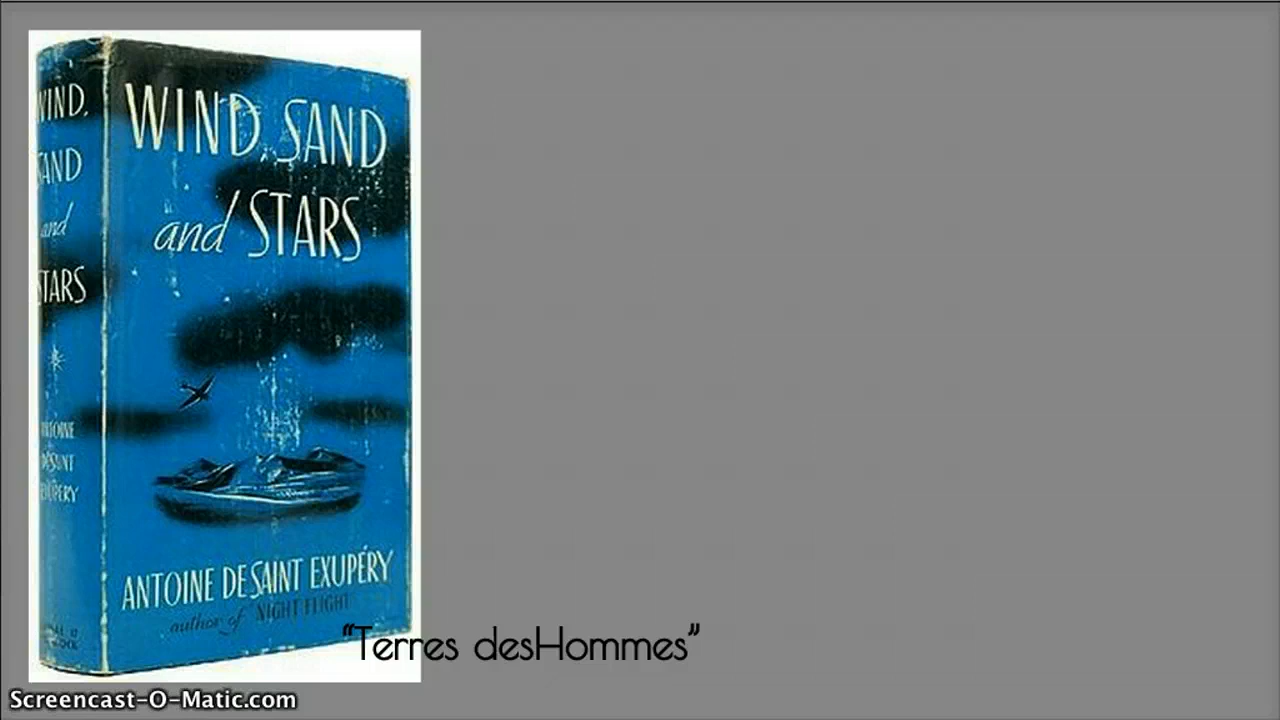 WIND,
SAND
and
STARS
WIND, SAND
and STARS
ANTOINE DE SAINT EXUPÉRY
author of "NIGHT FLIGHT"
“Terres desHommes”
Screencast-O-Matic.com